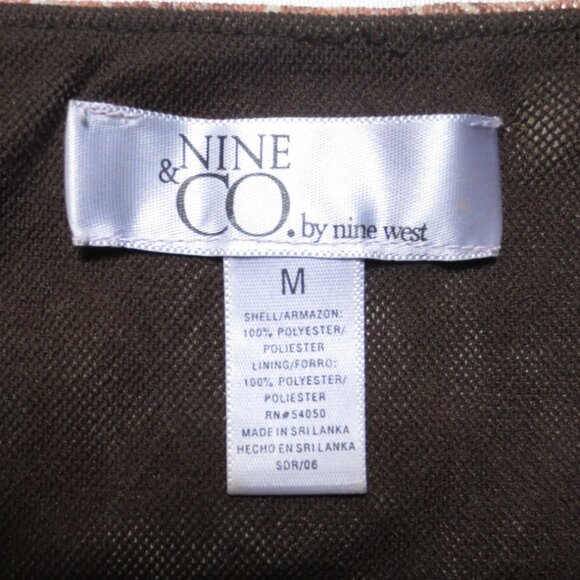 NINE
& CO. by nine west
M
SHELL/ARMAZON:
100% POLYESTER/
POLIESTER
LINING/FORRO:
100% POLYESTER/
POLIESTER
RN#54050
MADE IN SRI LANKA
HECHO EN SRI LANKA
SDR/06